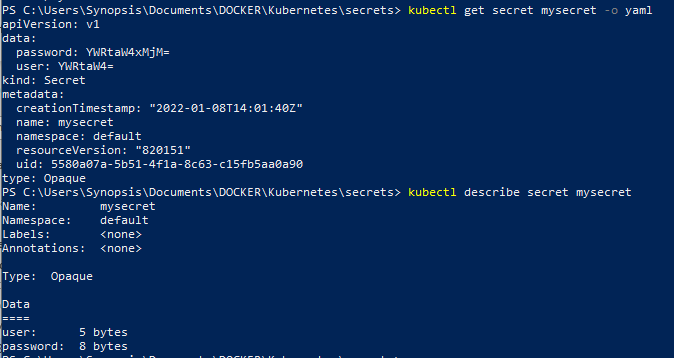 PS C:\Users\Synopsis\Documents\DOCKER\Kubernetes\secrets> kubectl get secret mysecret -o yaml
apiVersion: v1
data:
  password: YWRtaW4xMjM=
  user: YWRtaW4=
kind: Secret
metadata:
  creationTimestamp: "2022-01-08T14:01:40Z"
  name: mysecret
  namespace: default
  resourceVersion: "820151"
  uid: 5580a07a-5b51-4f1a-8c63-c15fb5aa0a90
type: Opaque
PS C:\Users\Synopsis\Documents\DOCKER\Kubernetes\secrets> kubectl describe secret mysecret
Name:         mysecret
Namespace:    default
Labels:       <none>
Annotations:  <none>

Type:  Opaque

Data
====
user:      5 bytes
password:  8 bytes